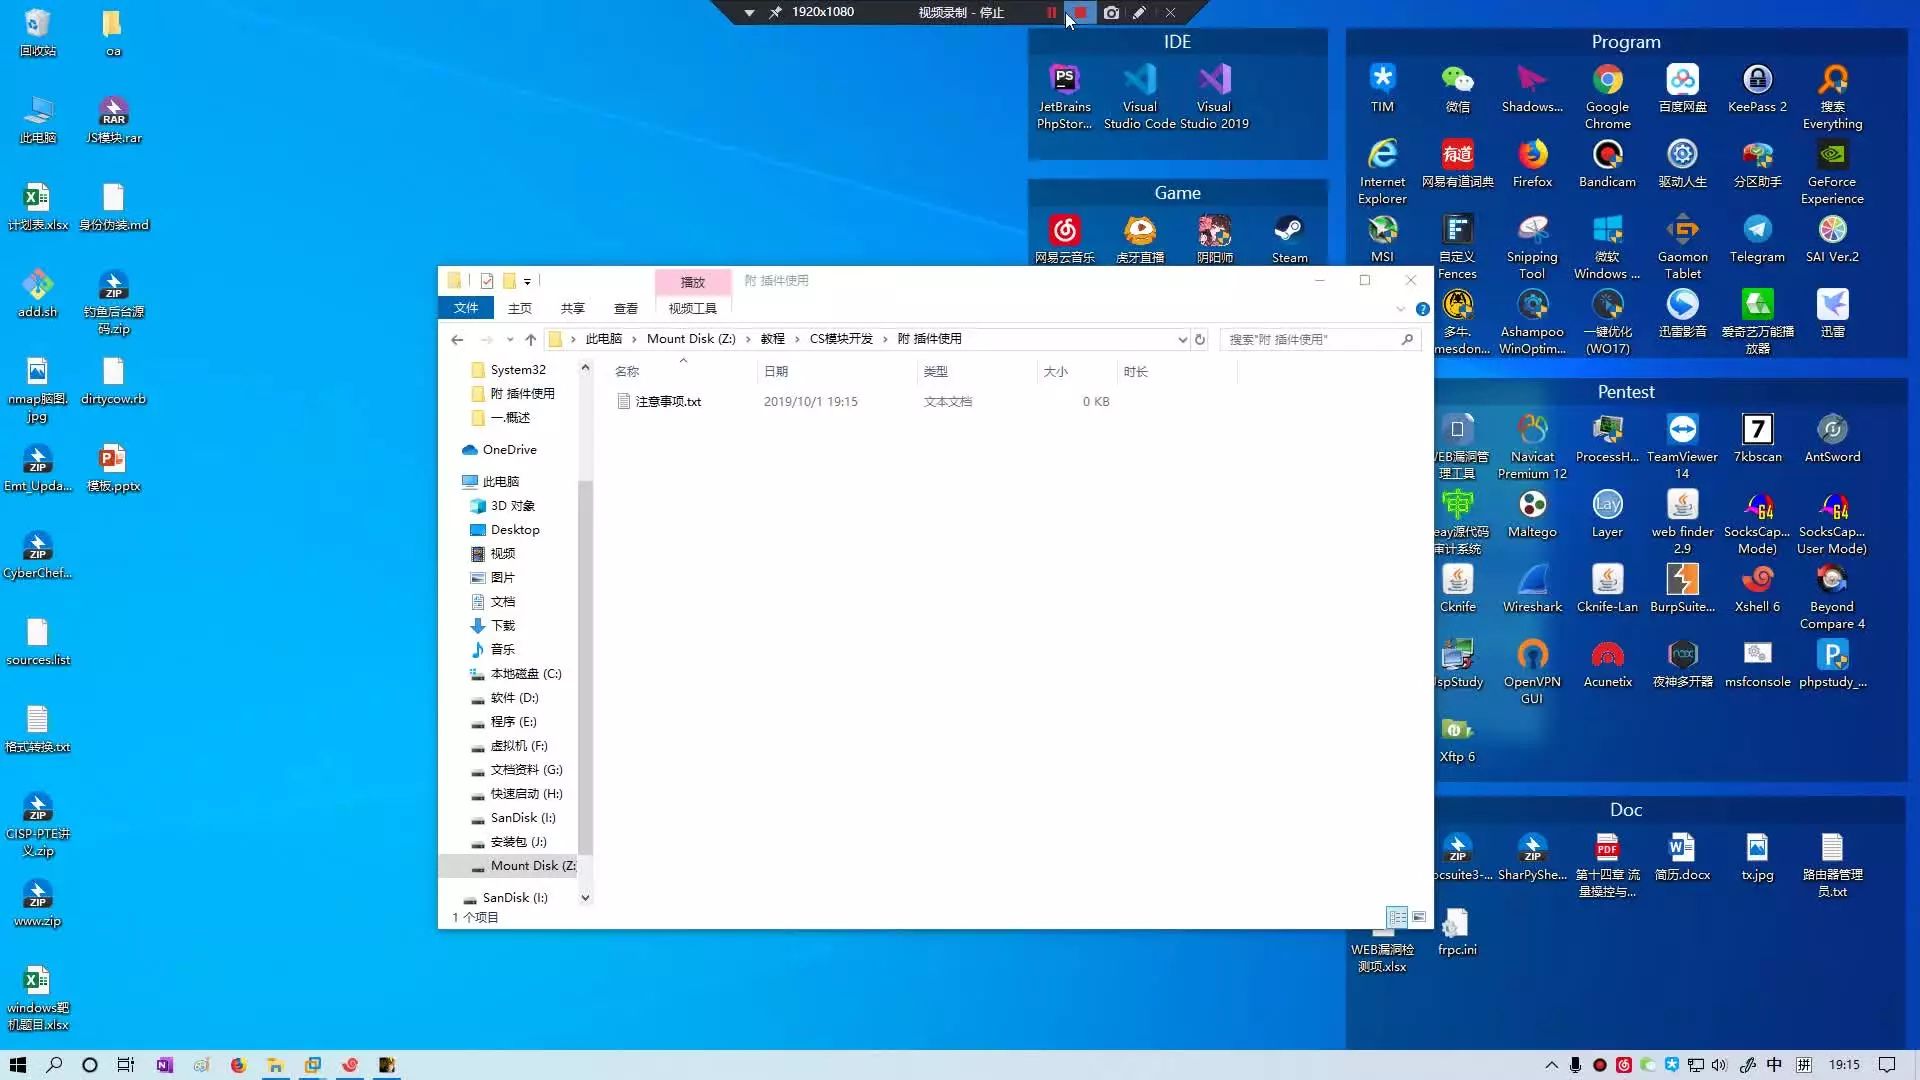 1920x1080
视频录制 - 停止
回收站
oa
此电脑
JS模块.rar
计划表.xlsx
身份伪装.md
add.sh
钓鱼后台源
码.zip
nmap脑图.
jpg
dirtycow.rb
Emt_Upda...
模板.pptx
CyberChef...
sources.list
格式转换.txt
CISP-PTE讲
义.zip
www.zip
windows靶
机题目.xlsx
IDE
JetBrains
PhpStor...
Visual
Studio Code
Visual
Studio 2019
Game
网易云音乐
虎牙直播
阴阳师
Steam
Program
TIM
微信
Shadows...
Google
Chrome
百度网盘
KeePass 2
搜索
Everything
Internet
Explorer
网易有道词典
Firefox
Bandicam
驱动人生
分区助手
GeForce
Experience
MSI
自定义
Fences
Snipping
Tool
微软
Windows ...
Gaomon
Tablet
Telegram
SAI Ver.2
多牛.
mesdon...
Ashampoo
WinOptim...
一键优化
(WO17)
迅雷影音
爱奇艺万能播
放器
迅雷
播放
附 插件使用
文件
主页
共享
查看
视频工具
此电脑 › Mount Disk (Z:) › 教程 › CS模块开发 › 附 插件使用
搜索"附 插件使用"
名称
日期
类型
大小
时长
注意事项.txt
2019/10/1 19:15
文本文档
0 KB
System32
附 插件使用
一.概述
OneDrive
此电脑
3D 对象
Desktop
视频
图片
文档
下载
音乐
本地磁盘 (C:)
软件 (D:)
程序 (E:)
虚拟机 (F:)
文档资料 (G:)
快速启动 (H:)
SanDisk (I:)
安装包 (J:)
Mount Disk (Z:
SanDisk (I:)
1 个项目
Pentest
WEB漏洞管
理工具
Navicat
Premium 12
ProcessH...
TeamViewer
14
7kbscan
AntSword
eay源代码
审计系统
Maltego
Layer
web finder
2.9
SocksCap...
Mode)
SocksCap...
User Mode)
Cknife
Wireshark
Cknife-Lan
BurpSuite...
Xshell 6
Beyond
Compare 4
JspStudy
OpenVPN
GUI
Acunetix
夜神多开器
msfconsole
phpstudy_...
Xftp 6
Doc
ocsuite3-...
SharPyShe...
第十四章 流
量操控与...
简历.docx
tx.jpg
路由器管理
员.txt
WEB漏洞检
测项.xlsx
frpc.ini
中
拼
19:15